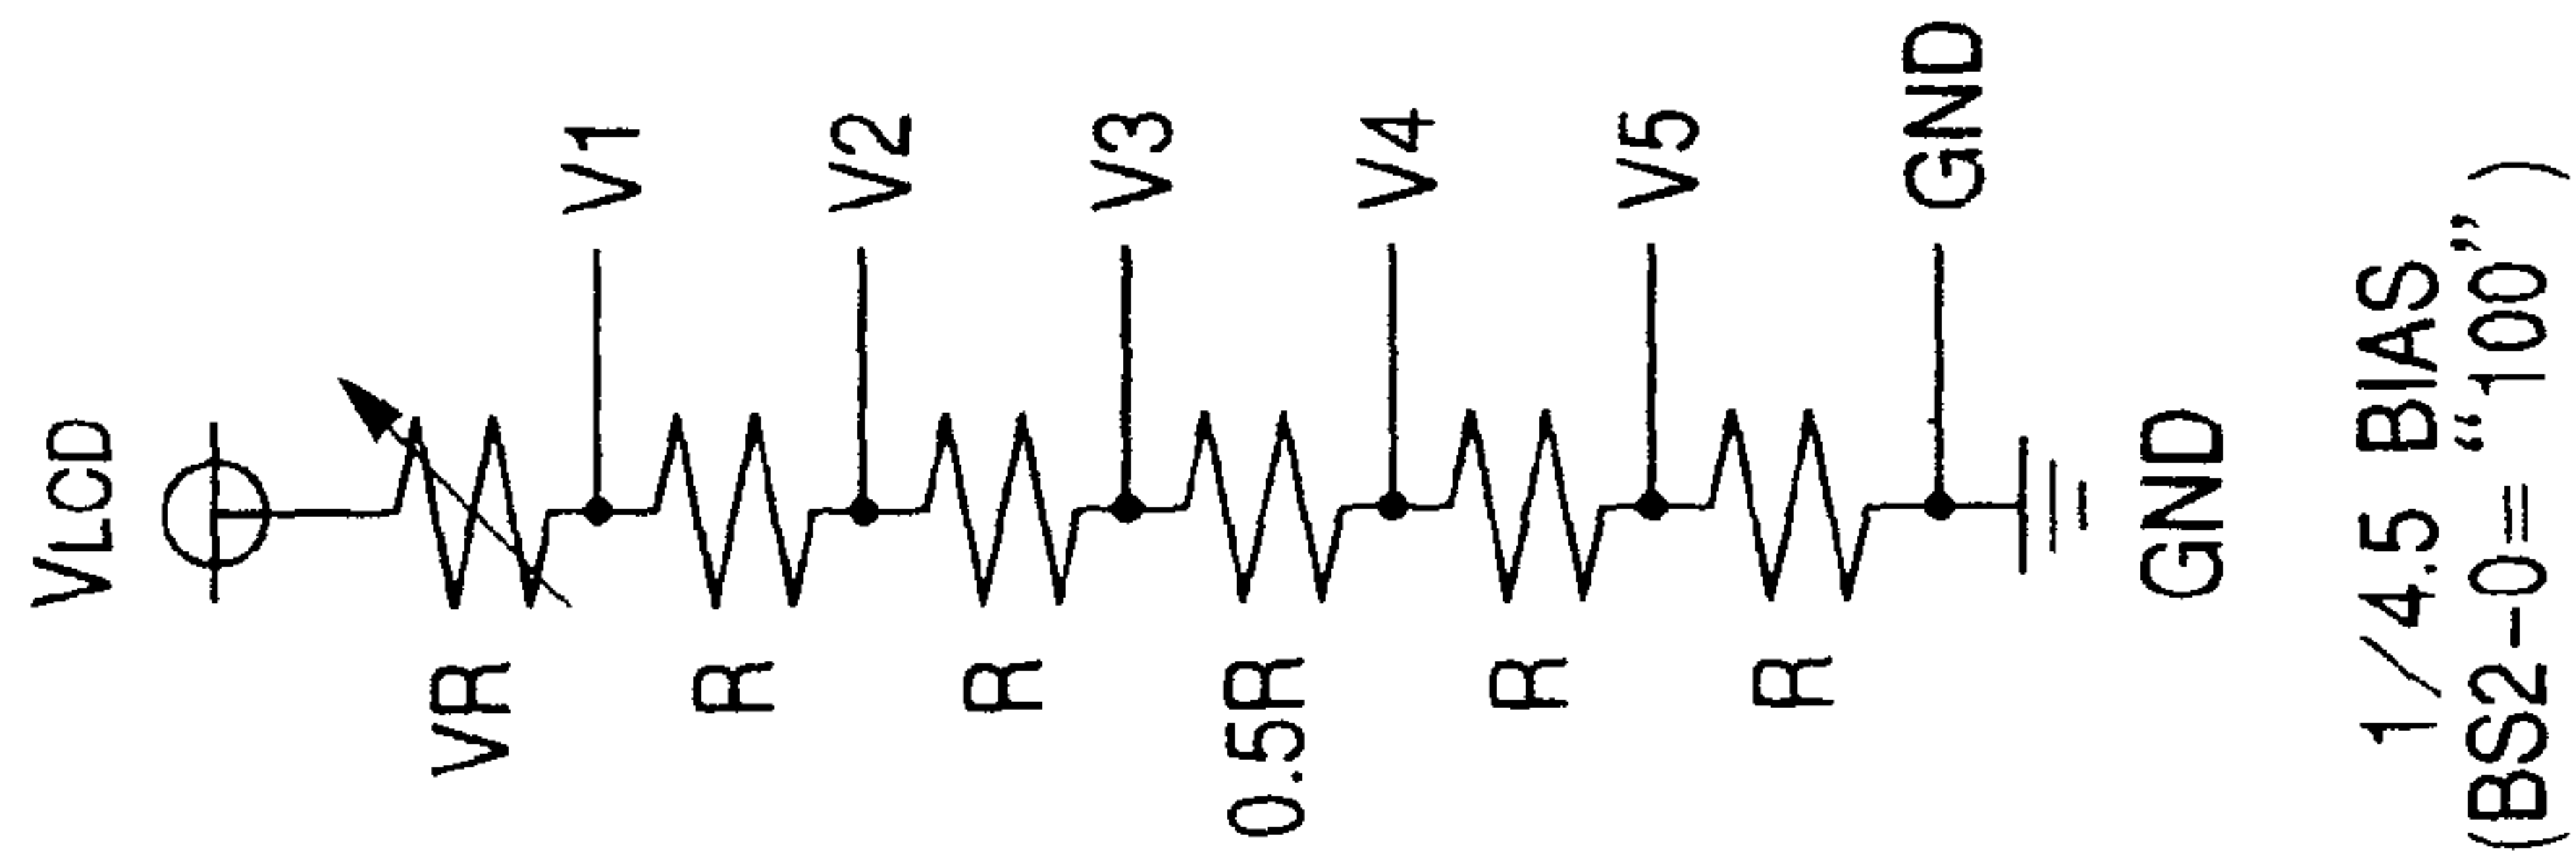 VLCD
VR
V1
R
V2
R
V3
0.5R
V4
R
V5
R
GND
GND
1/4.5 BIAS
(BS2-0= “100”)